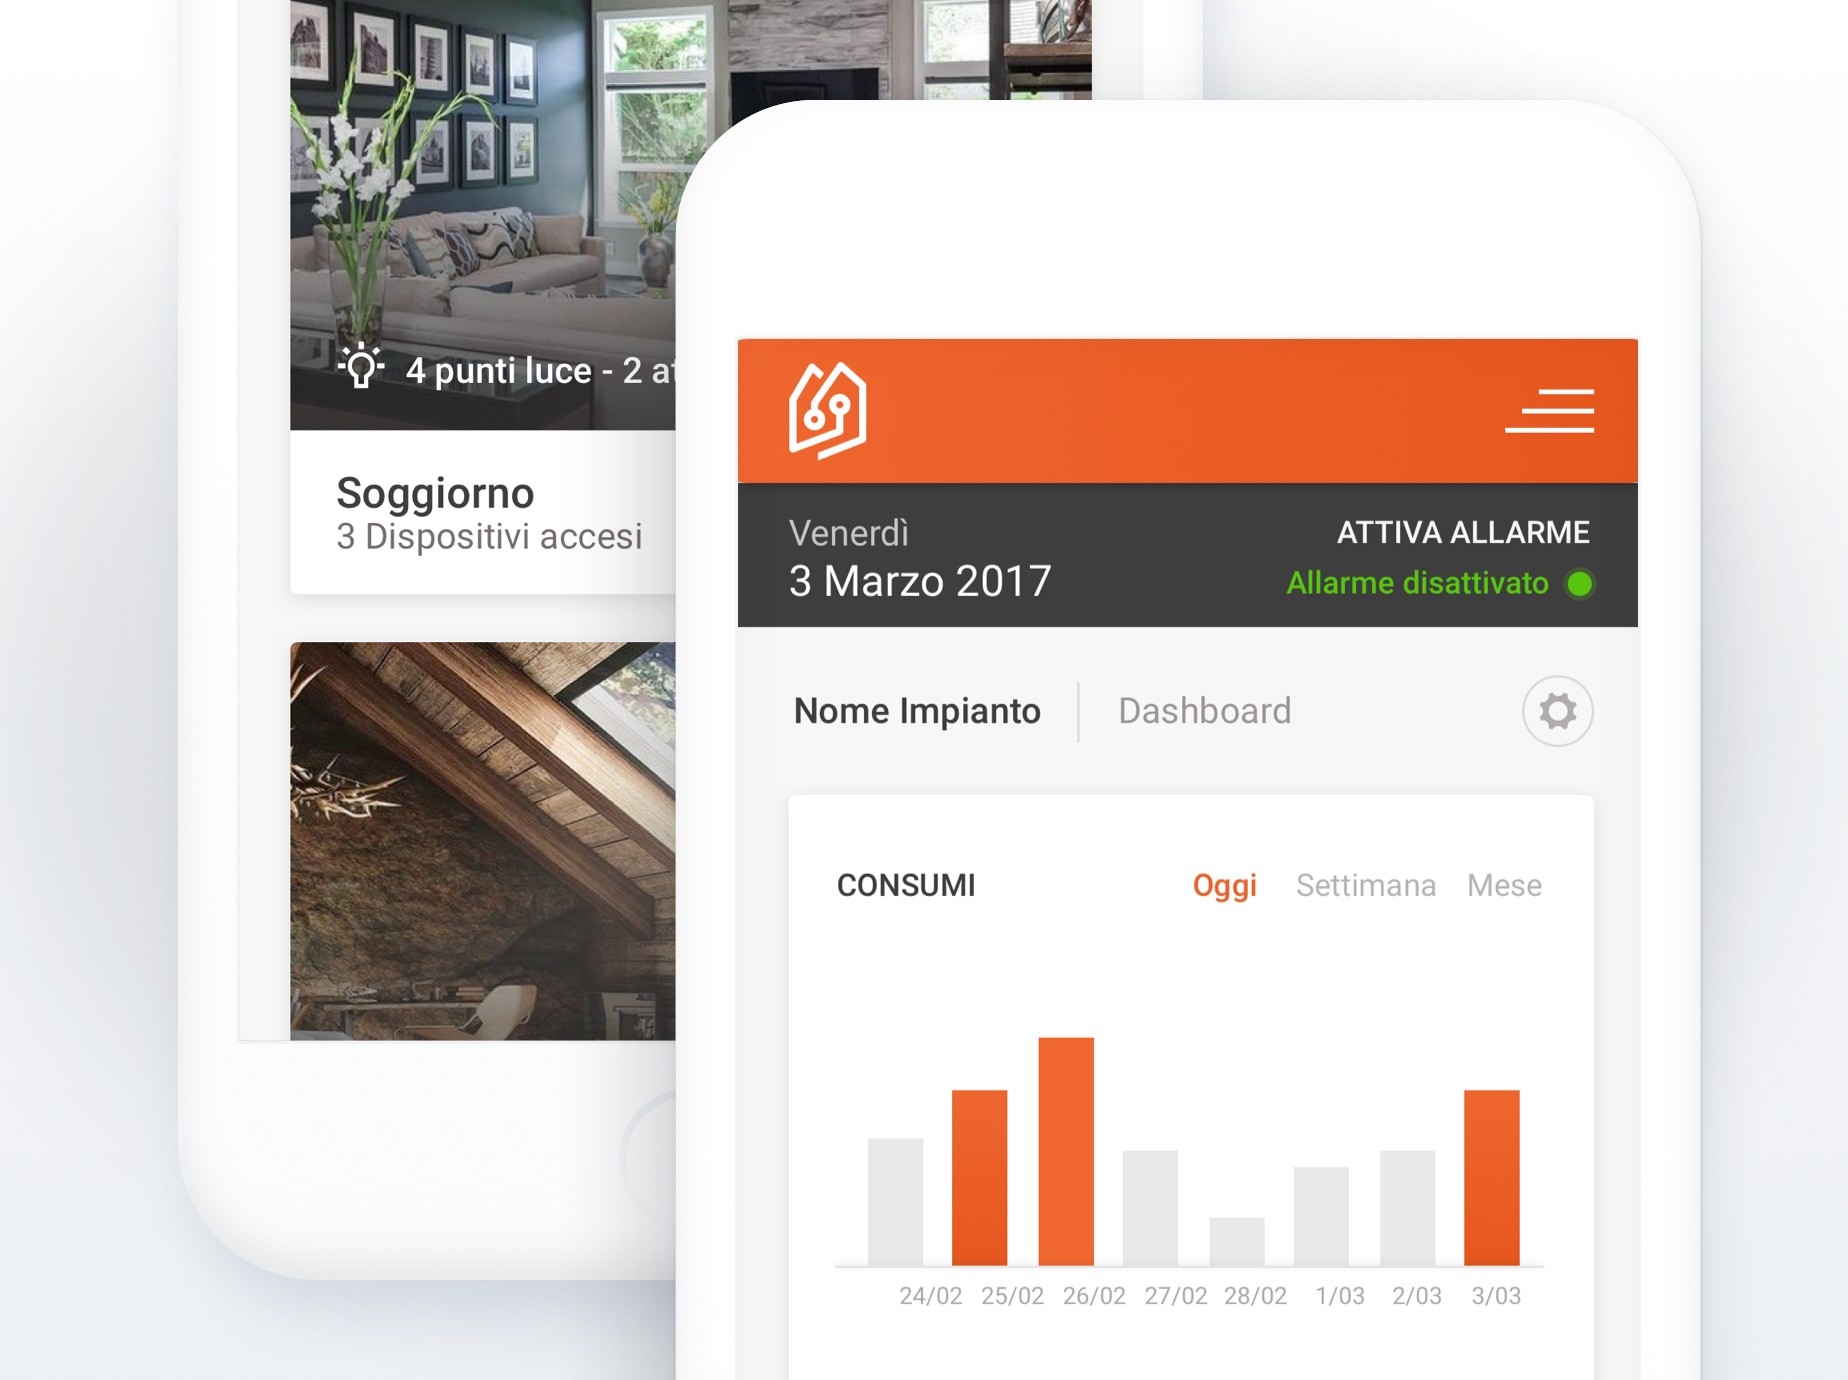 4 punti luce - 2
Soggiorno
3 Dispositivi accesi
Venerdì
3 Marzo 2017
ATTIVA ALLARME
Allarme disattivato
Nome Impianto
Dashboard
CONSUMI
Oggi Settimana Mese
24/02 25/02 26/02 27/02 28/02 1/03 2/03 3/03